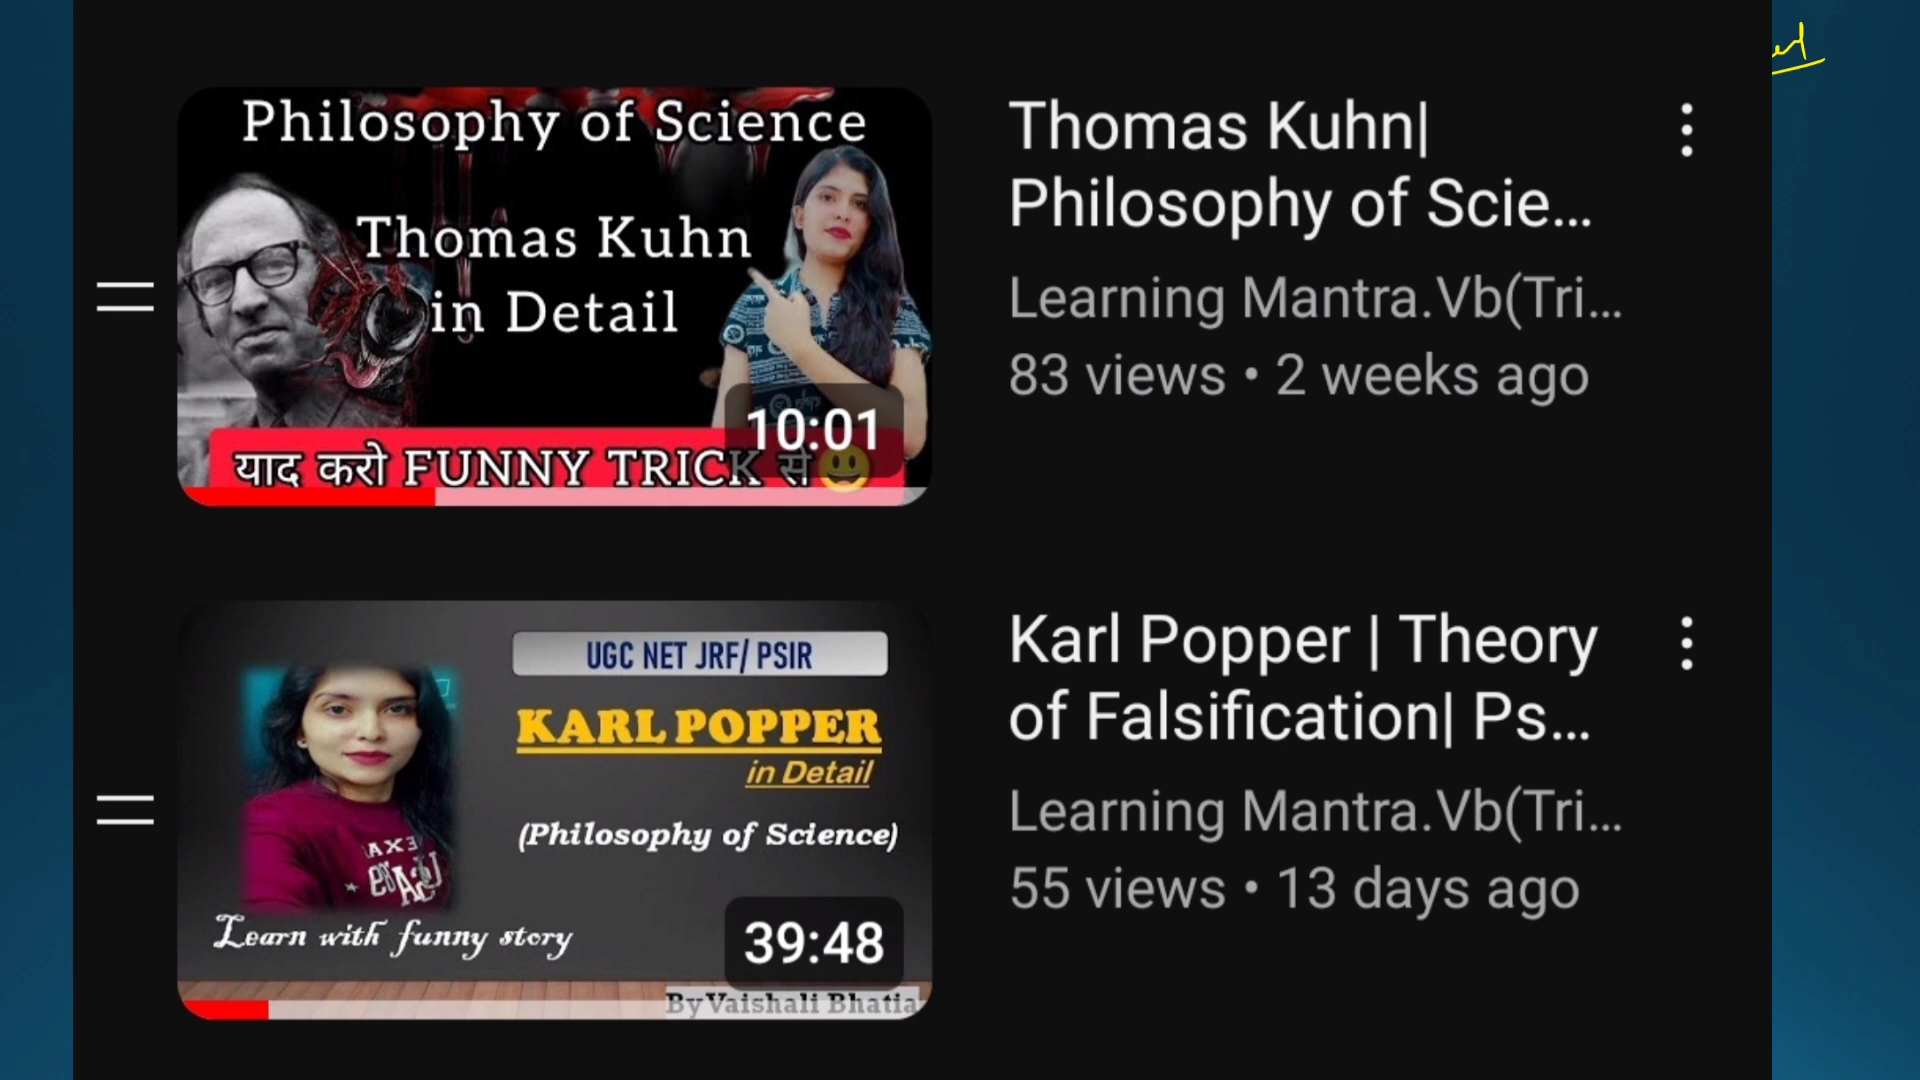 Philosophy of Science
Thomas Kuhn
in Detail
10:01
याद करो FUNNY TRICK से
Thomas Kuhn|
Philosophy of Scie...
Learning Mantra.Vb(Tri...
83 views • 2 weeks ago
UGC NET JRF/ PSIR
KARL POPPER
in Detail
(Philosophy of Science)
Learn with funny story
39:48
By Vaishali Bhatia
Karl Popper | Theory
of Falsification| Ps...
Learning Mantra.Vb(Tri...
55 views • 13 days ago